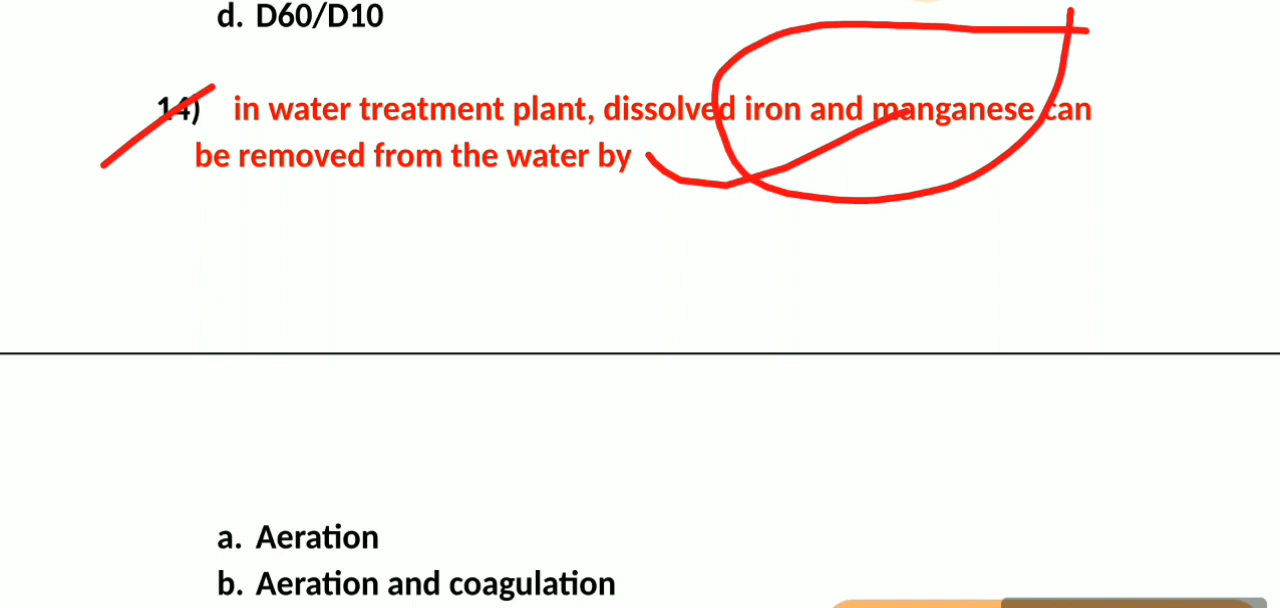 d. D60/D10
14) in water treatment plant, dissolved iron and manganese can
be removed from the water by
a. Aeration
b. Aeration and coagulation